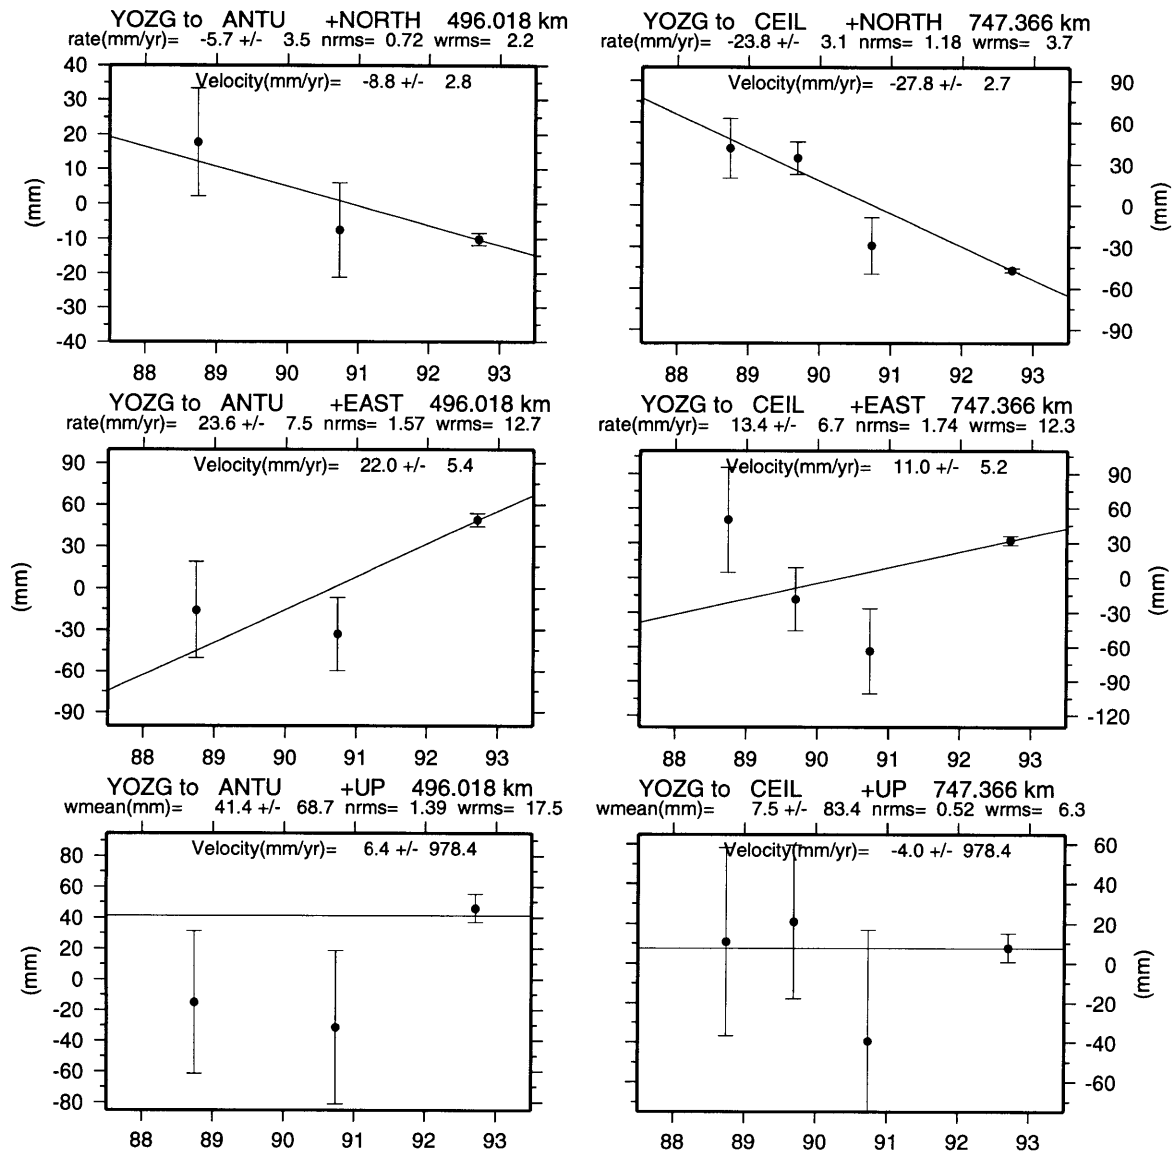 YOZG to ANTU +NORTH 496.018 km
rate(mm/yr)= -5.7 +/- 3.5 nrms= 0.72 wrms= 2.2
Velocity(mm/yr)= -8.8 +/- 2.8
40
30
20
10
0
-10
-20
-30
-40
(mm)
88 89 90 91 92 93
YOZG to CEIL +NORTH 747.366 km
rate(mm/yr)= -23.8 +/- 3.1 nrms= 1.18 wrms= 3.7
Velocity(mm/yr)= -27.8 +/- 2.7
90
60
30
0
-30
-60
-90
(mm)
88 89 90 91 92 93
YOZG to ANTU +EAST 496.018 km
rate(mm/yr)= 23.6 +/- 7.5 nrms= 1.57 wrms= 12.7
Velocity(mm/yr)= 22.0 +/- 5.4
90
60
30
0
-30
-60
-90
(mm)
88 89 90 91 92 93
YOZG to CEIL +EAST 747.366 km
rate(mm/yr)= 13.4 +/- 6.7 nrms= 1.74 wrms= 12.3
Velocity(mm/yr)= 11.0 +/- 5.2
90
60
30
0
-30
-60
-90
-120
(mm)
88 89 90 91 92 93
YOZG to ANTU +UP 496.018 km
wmean(mm)= 41.4 +/- 68.7 nrms= 1.39 wrms= 17.5
Velocity(mm/yr)= 6.4 +/- 978.4
80
60
40
20
0
-20
-40
-60
-80
(mm)
88 89 90 91 92 93
YOZG to CEIL +UP 747.366 km
wmean(mm)= 7.5 +/- 83.4 nrms= 0.52 wrms= 6.3
Velocity(mm/yr)= -4.0 +/- 978.4
60
40
20
0
-20
-40
-60
(mm)
88 89 90 91 92 93